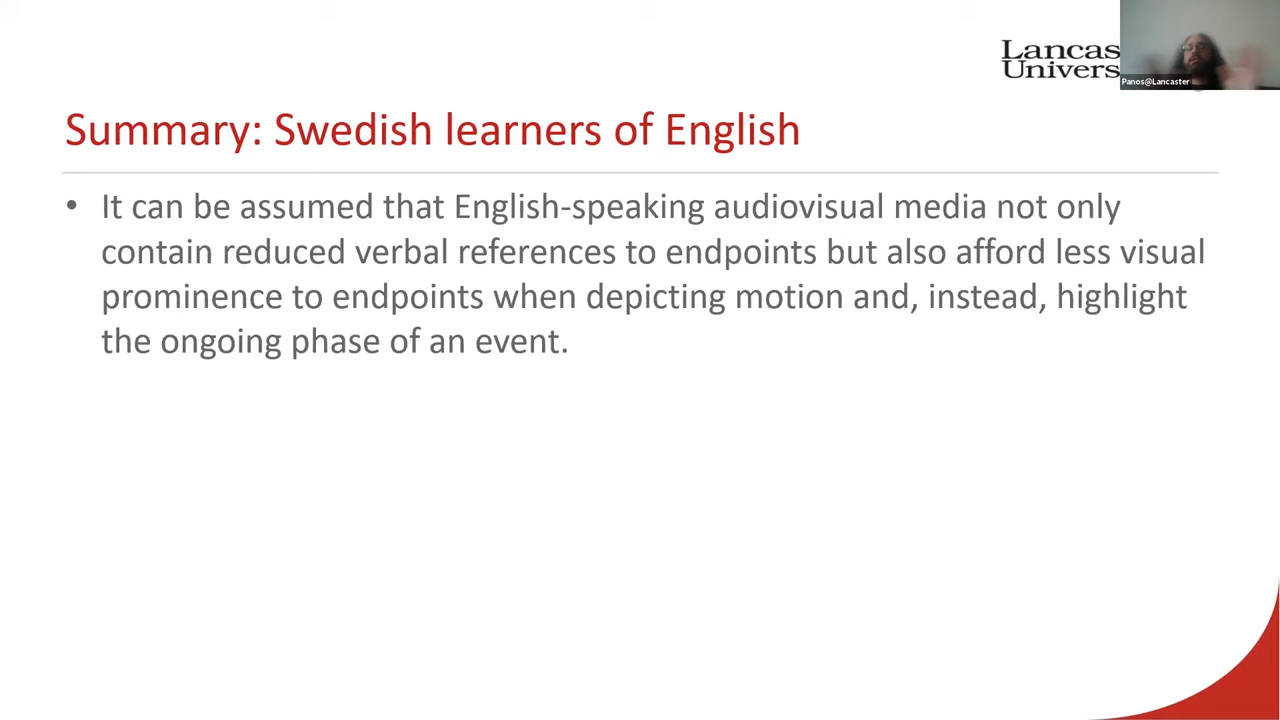 Lancas
Univers
Panos@Lancaster
Summary: Swedish learners of English
• It can be assumed that English-speaking audiovisual media not only
contain reduced verbal references to endpoints but also afford less visual
prominence to endpoints when depicting motion and, instead, highlight
the ongoing phase of an event.